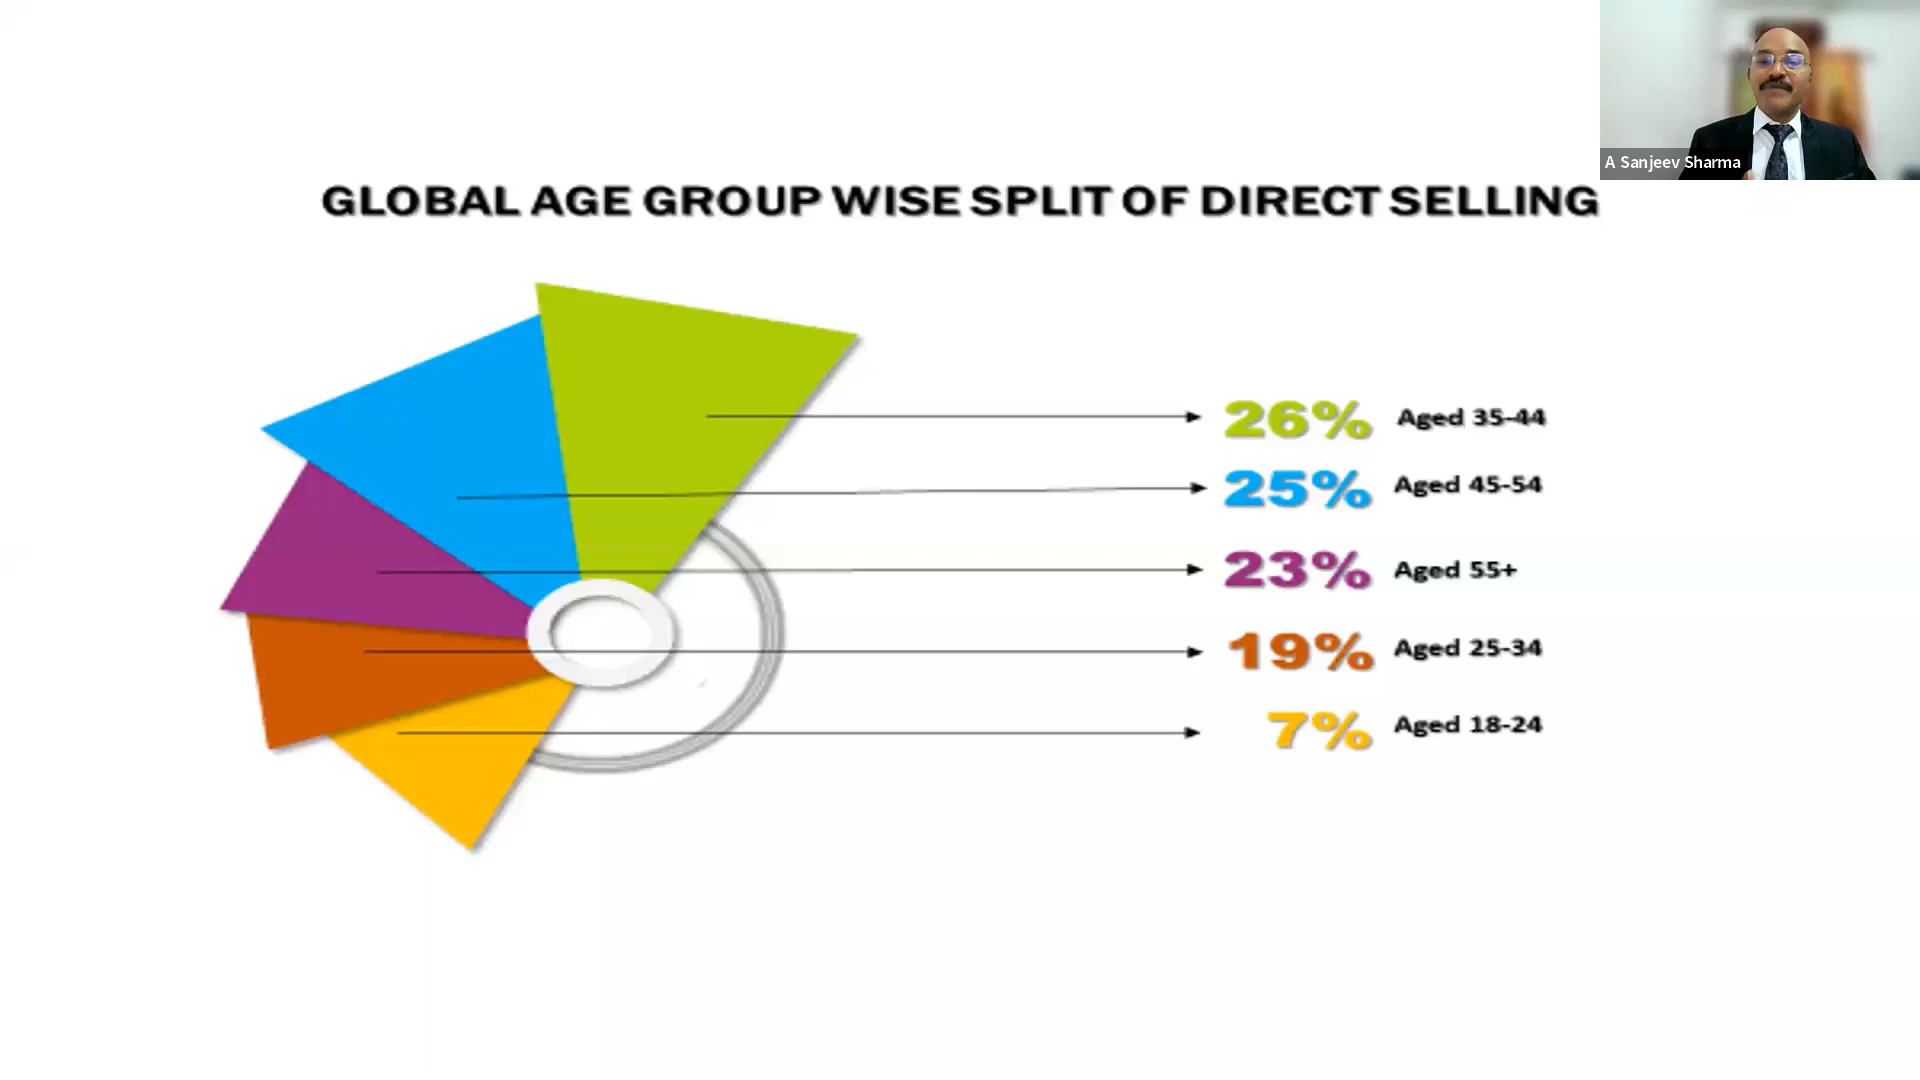 A Sanjeev Sharma
GLOBAL AGE GROUP WISE SPLIT OF DIRECT SELLING
26% Aged 35-44
25% Aged 45-54
23% Aged 55+
19% Aged 25-34
7% Aged 18-24